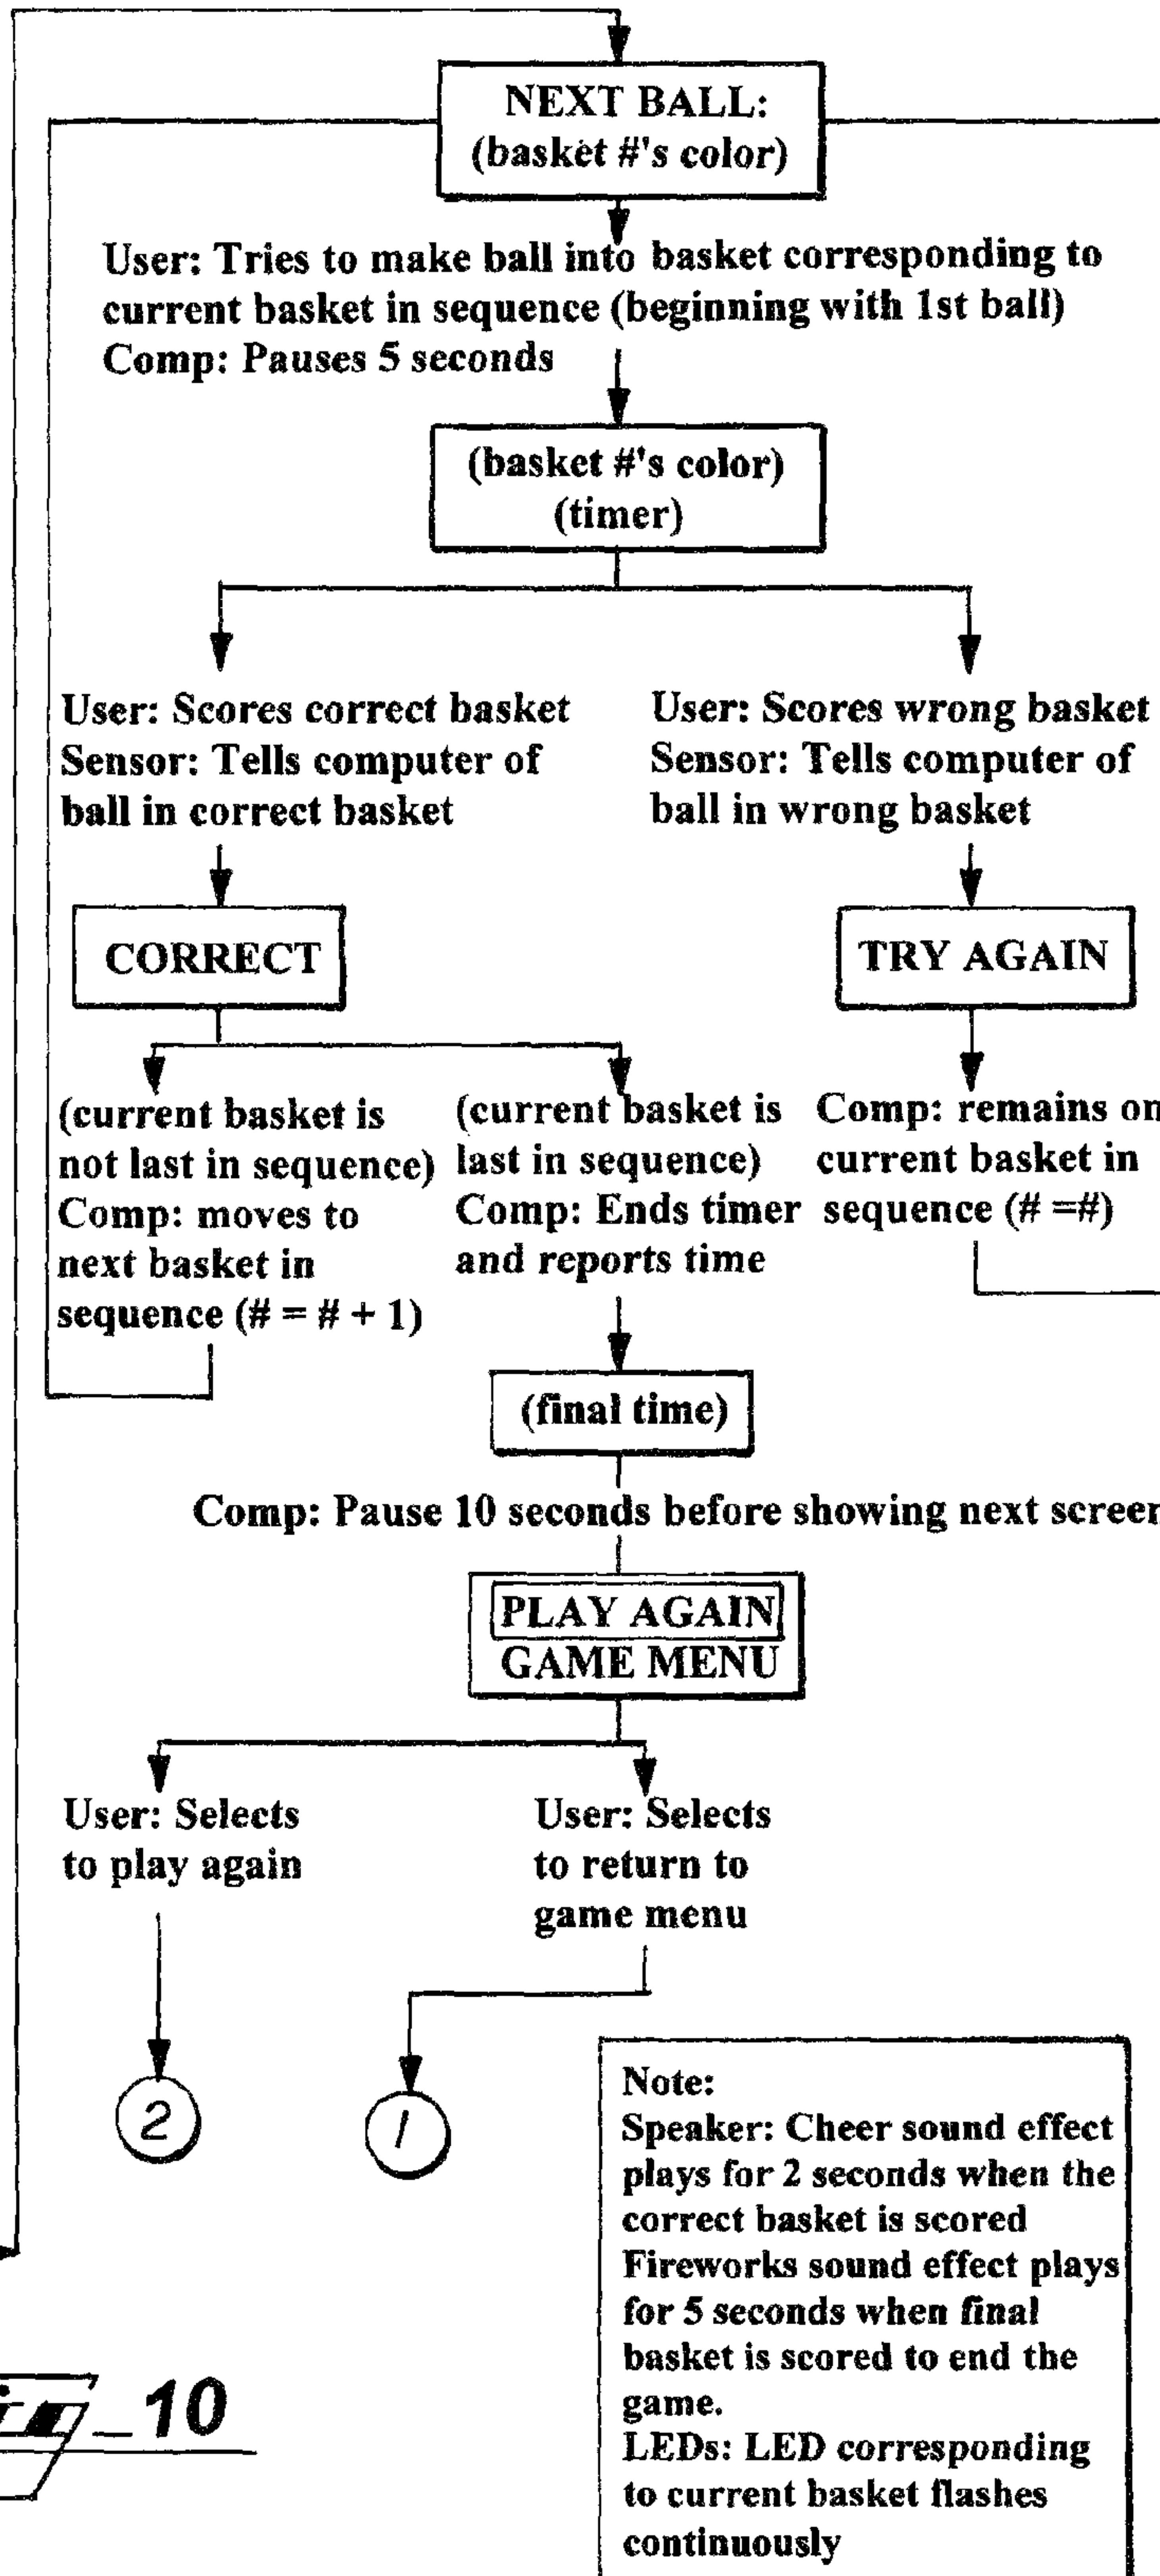 NEXT BALL:
(basket #'s color)
User: Tries to make ball into basket corresponding to
current basket in sequence (beginning with 1st ball)
Comp: Pauses 5 seconds
(basket #'s color)
(timer)
User: Scores correct basket
Sensor: Tells computer of
ball in correct basket
User: Scores wrong basket
Sensor: Tells computer of
ball in wrong basket
CORRECT
TRY AGAIN
(current basket is
not last in sequence)
Comp: moves to
next basket in
sequence (# = # + 1)
(current basket is
last in sequence)
Comp: Ends timer
and reports time
Comp: remains on
current basket in
sequence (# =#)
(final time)
Comp: Pause 10 seconds before showing next screen
PLAY AGAIN
GAME MENU
User: Selects
to play again
User: Selects
to return to
game menu
2
1
Note:
Speaker: Cheer sound effect
plays for 2 seconds when the
correct basket is scored
Fireworks sound effect plays
for 5 seconds when final
basket is scored to end the
game.
LEDs: LED corresponding
to current basket flashes
continuously
10